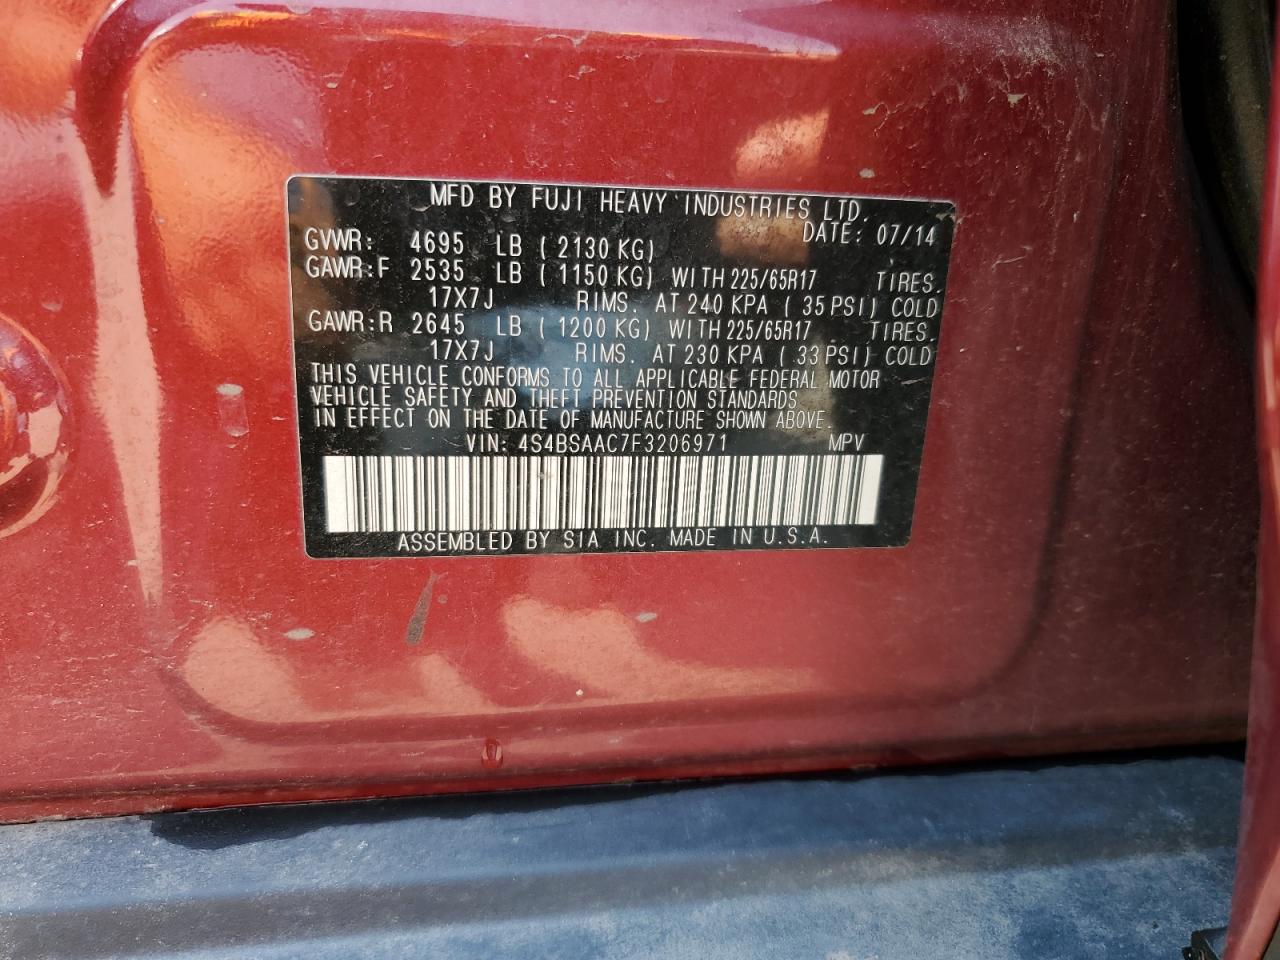 MFD BY FUJI HEAVY INDUSTRIES LTD.
DATE: 07/14
GVWR: 4695 LB (2130 KG)
GAWR:F 2535 LB (1150 KG) WITH 225/65R17 TIRES.
17X7J RIMS. AT 240 KPA (35 PSI) COLD
GAWR:R 2645 LB (1200 KG) WITH 225/65R17 TIRES.
17X7J RIMS. AT 230 KPA (33 PSI) COLD
THIS VEHICLE CONFORMS TO ALL APPLICABLE FEDERAL MOTOR
VEHICLE SAFETY AND THEFT PREVENTION STANDARDS
IN EFFECT ON THE DATE OF MANUFACTURE SHOWN ABOVE.
VIN: 4S4BSAAC7F3206971 MPV
ASSEMBLED BY SIA INC. MADE IN U.S.A.